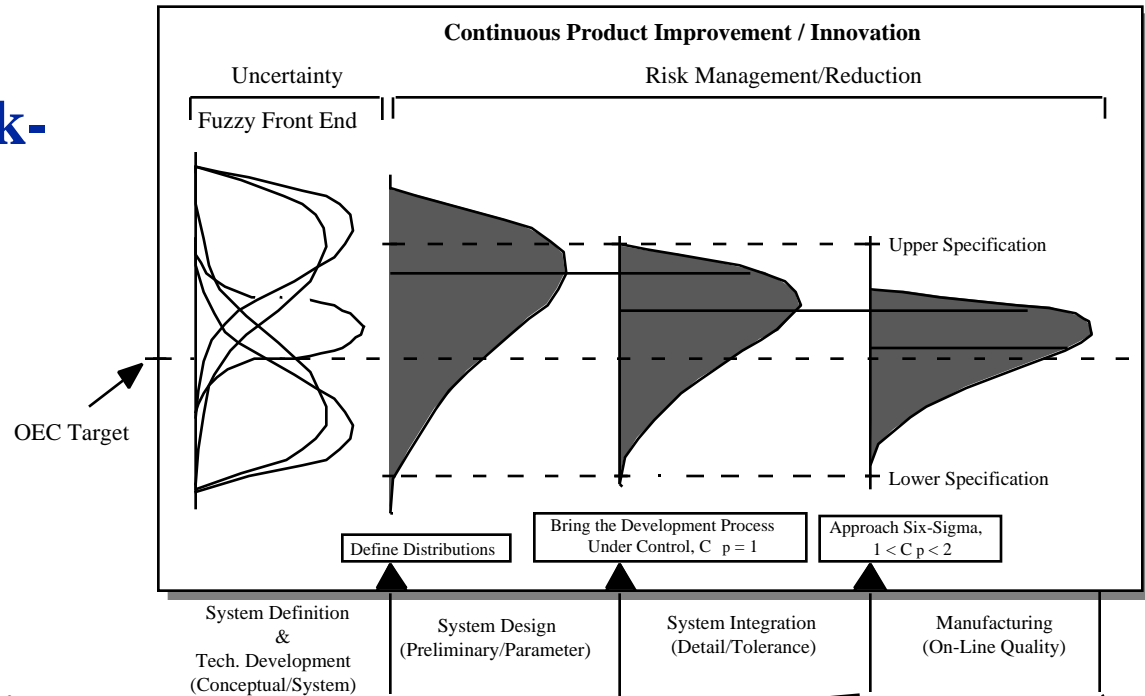 Continuous Product Improvement / Innovation
Uncertainty
Risk Management/Reduction
k-
Fuzzy Front End
Upper Specification
OEC Target
Lower Specification
Define Distributions
Bring the Development Process
Under Control, C p = 1
Approach Six-Sigma,
1 < C p < 2
System Definition
&
Tech. Development
(Conceptual/System)
System Design
(Preliminary/Parameter)
System Integration
(Detail/Tolerance)
Manufacturing
(On-Line Quality)